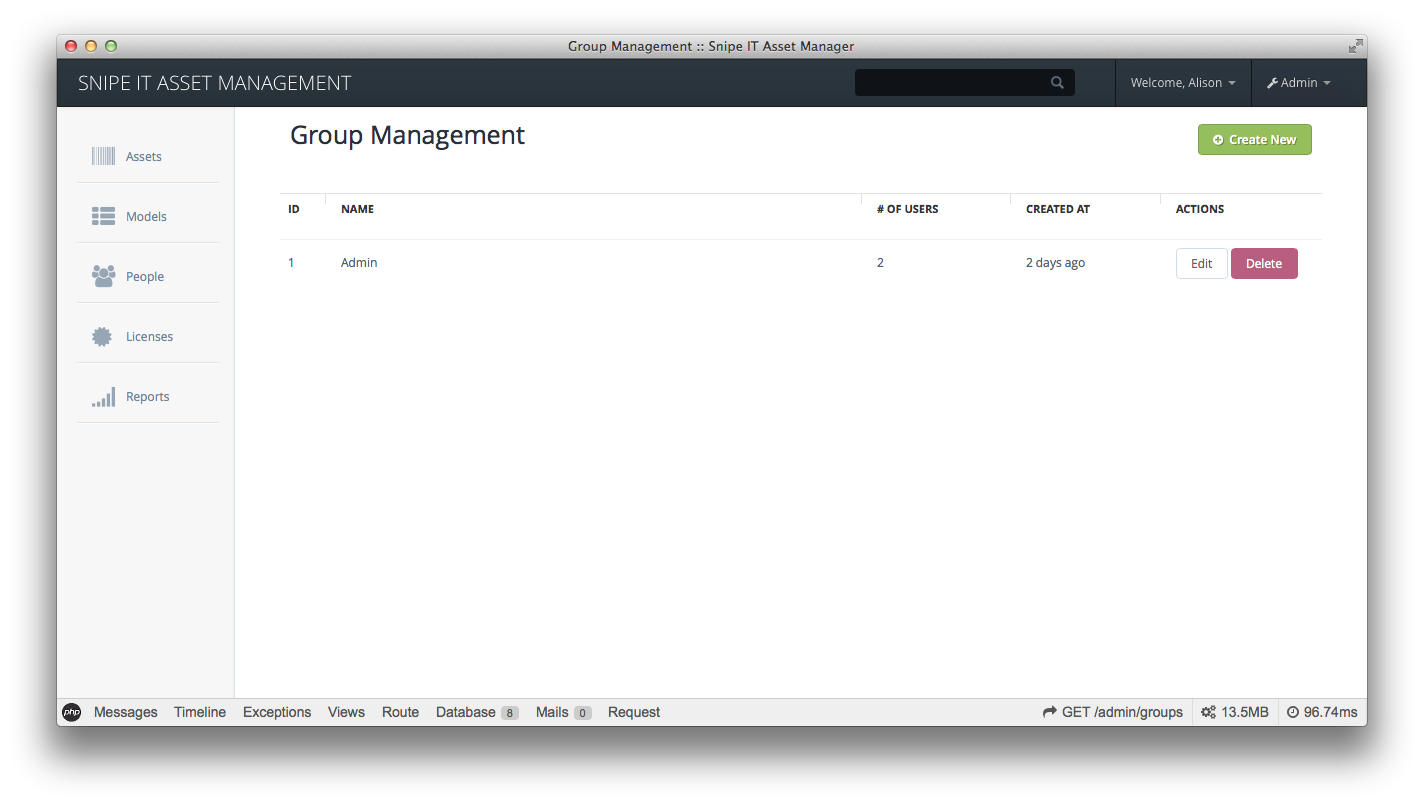 Group Management :: Snipe IT Asset Manager
SNIPE IT ASSET MANAGEMENT
Welcome, Alison
Admin
Assets
Models
People
Licenses
Reports
Group Management
Create New
ID NAME # OF USERS CREATED AT ACTIONS
1 Admin 2 2 days ago Edit Delete
php Messages Timeline Exceptions Views Route Database 8 Mails 0 Request GET /admin/groups 13.5MB 96.74ms